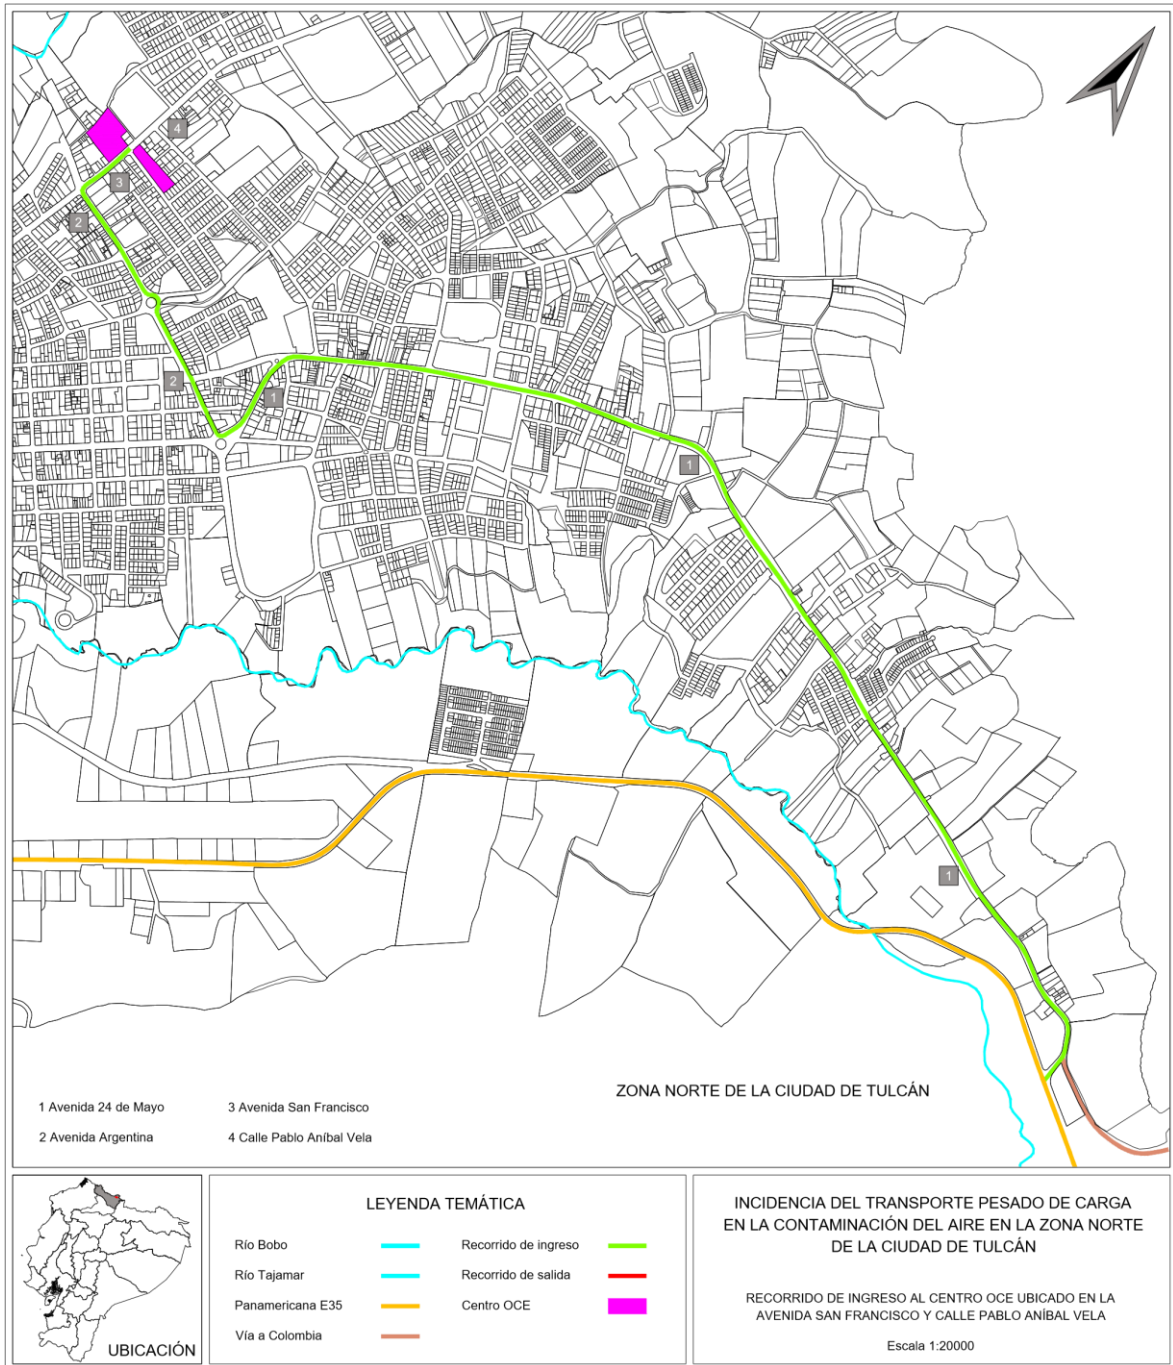 4
3
2
2
1
1
1
ZONA NORTE DE LA CIUDAD DE TULCÁN
1 Avenida 24 de Mayo
3 Avenida San Francisco
2 Avenida Argentina
4 Calle Pablo Aníbal Vela
UBICACIÓN
LEYENDA TEMÁTICA
Río Bobo
Recorrido de ingreso
Río Tajamar
Recorrido de salida
Panamericana E35
Centro OCE
Vía a Colombia
INCIDENCIA DEL TRANSPORTE PESADO DE CARGA
EN LA CONTAMINACIÓN DEL AIRE EN LA ZONA NORTE
DE LA CIUDAD DE TULCÁN
RECORRIDO DE INGRESO AL CENTRO OCE UBICADO EN LA
AVENIDA SAN FRANCISCO Y CALLE PABLO ANÍBAL VELA
Escala 1:20000